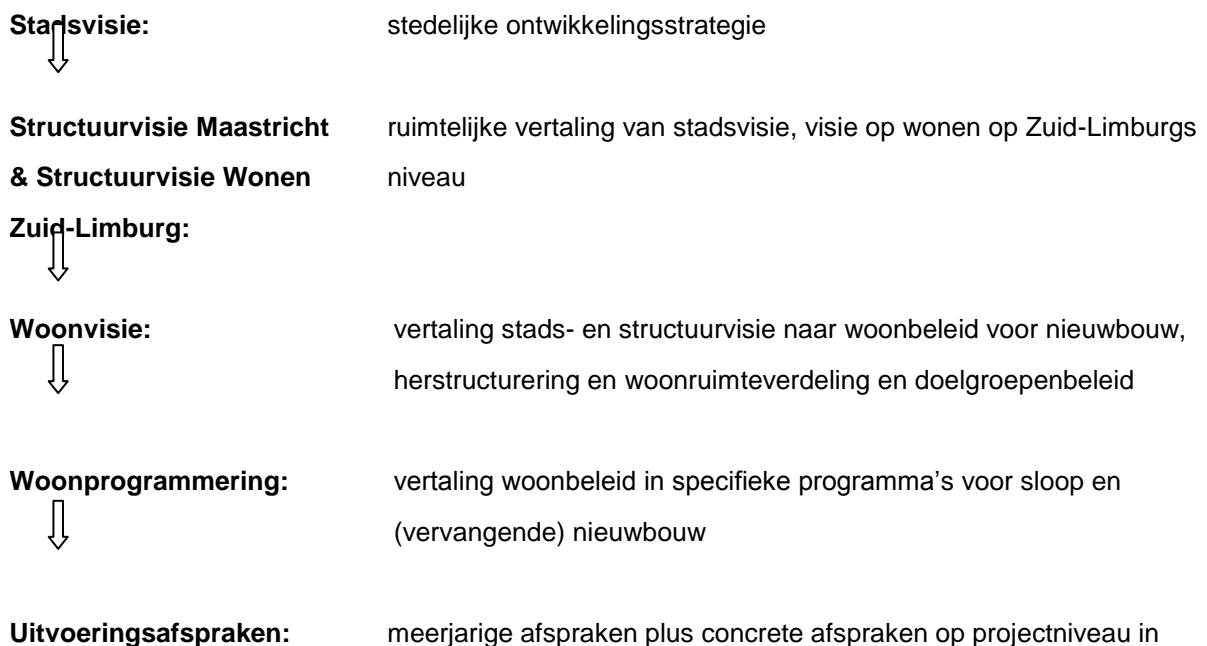 Stadsvisie: stedelijke ontwikkelingsstrategie
Structuurvisie Maastricht ruimtelijke vertaling van stadsvisie, visie op wonen op Zuid-Limburgs
& Structuurvisie Wonen niveau
Zuid-Limburg:
Woonvisie: vertaling stads- en structuurvisie naar woonbeleid voor nieuwbouw,
herstructurering en woonruimteverdeling en doelgroepenbeleid
Woonprogrammering: vertaling woonbeleid in specifieke programma’s voor sloop en
(vervangende) nieuwbouw
Uitvoeringsafspraken: meerjarige afspraken plus concrete afspraken op projectniveau in